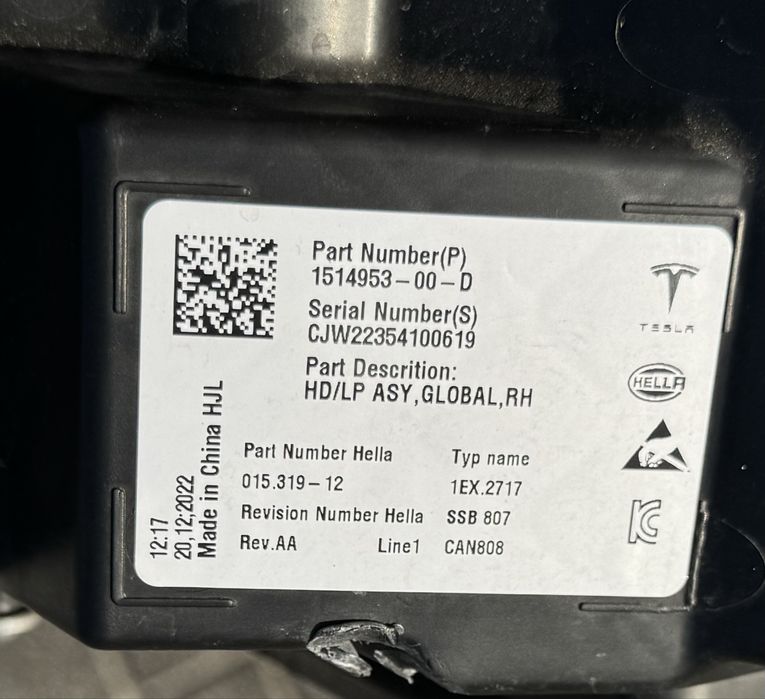 Part Number(P)
1514953-00-D
Serial Number(S)
CJW22354100619
Part Descrition:
HD/LP ASY,GLOBAL,RH
TESLA
HELLA
Part Number Hella Typ name
015.319-12 1EX.2717
Revision Number Hella SSB 807
Rev.AA Line1 CAN808
12:17
20,12;2022
Made in China HJL